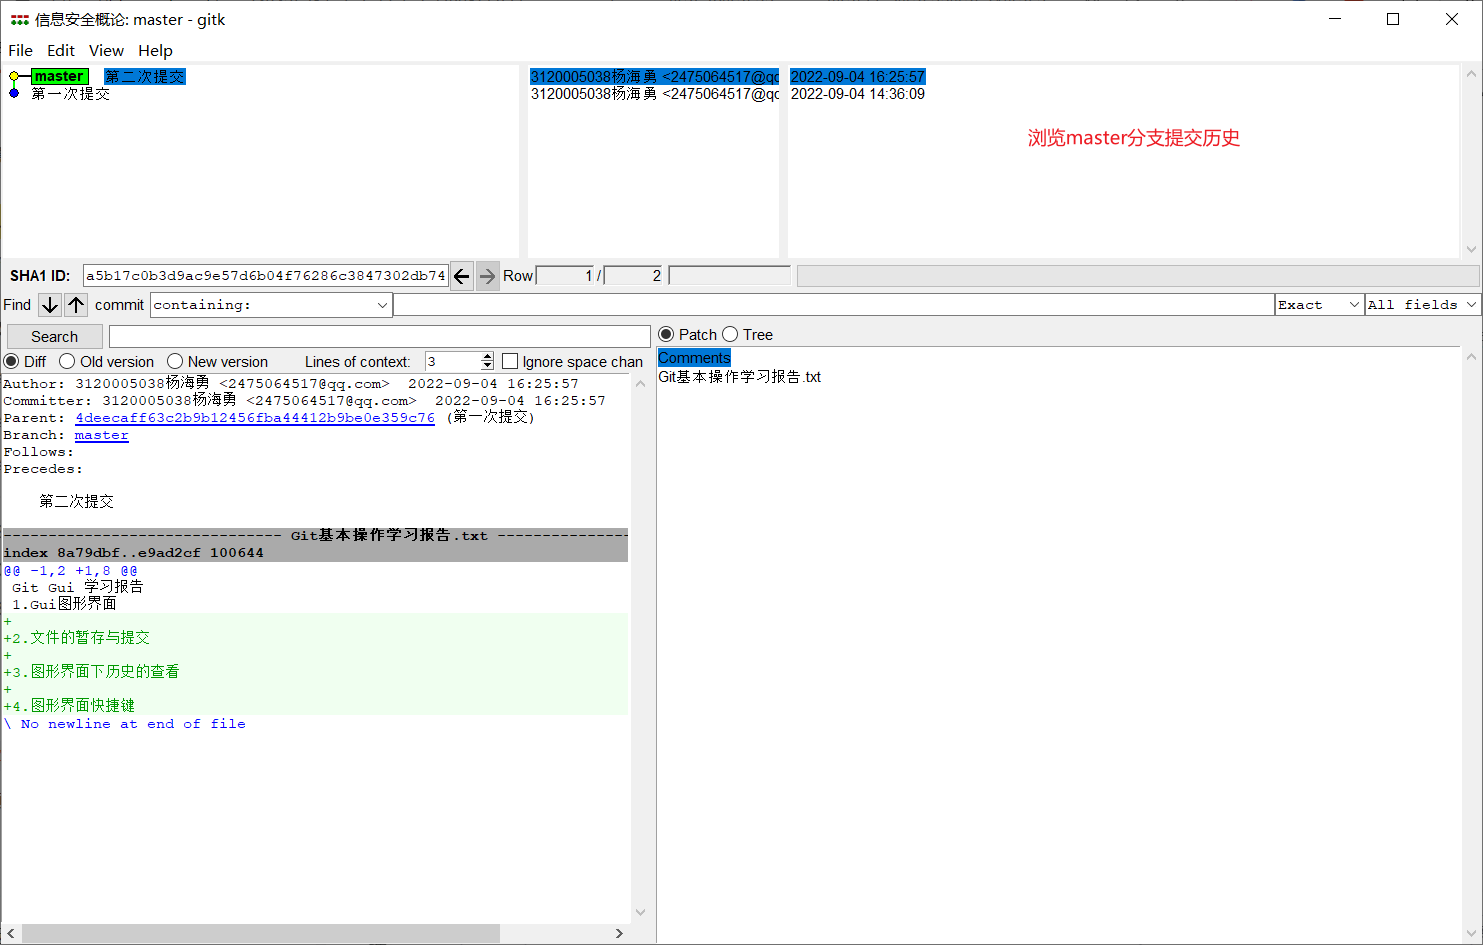 信息安全概论: master - gitk
File Edit View Help
master 第二次提交 3120005038杨海勇 <2475064517@qc 2022-09-04 16:25:57
第一次提交 3120005038杨海勇 <2475064517@qc 2022-09-04 14:36:09
浏览master分支提交历史
SHA1 ID: a5b17c0b3d9ac9e57d6b04f76286c3847302db74 Row 1 / 2
Find commit containing: Exact All fields
Search
Patch Tree
Diff Old version New version Lines of context: 3 Ignore space chan
Comments
Git基本操作学习报告.txt
Author: 3120005038杨海勇 <2475064517@qq.com> 2022-09-04 16:25:57
Committer: 3120005038杨海勇 <2475064517@qq.com> 2022-09-04 16:25:57
Parent: 4deecaff63c2b9b12456fba44412b9be0e359c76 (第一次提交)
Branch: master
Follows:
Precedes:
第二次提交
------------------------------- Git基本操作学习报告.txt ---------------
index 8a79dbf..e9ad2cf 100644
@@ -1,2 +1,8 @@
Git Gui 学习报告
1.Gui图形界面
+
+2.文件的暂存与提交
+
+3.图形界面下历史的查看
+
+4.图形界面快捷键
\ No newline at end of file